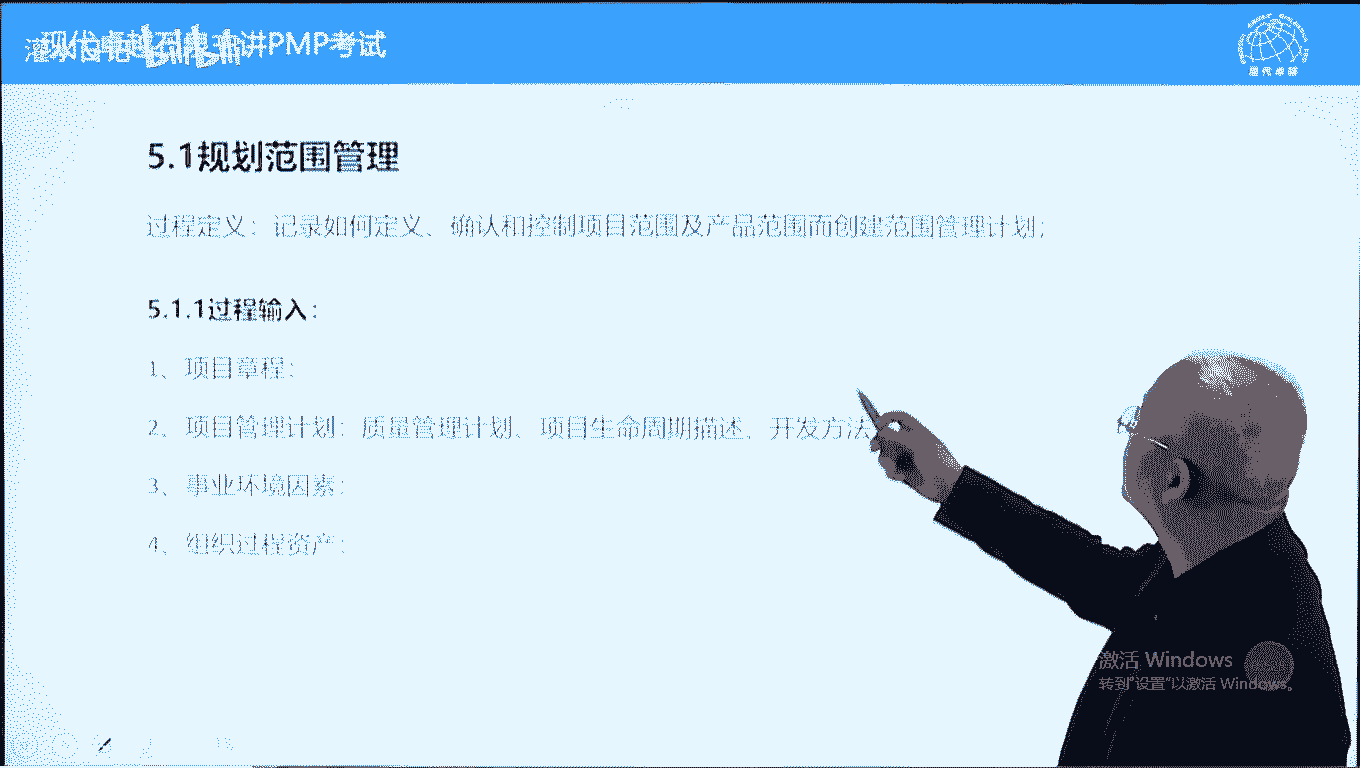 讲PMP考试
bilibili
现代卓越
5.1规划范围管理
过程定义：记录如何定义、确认和控制项目范围及产品范围而创建范围管理计划；
5.1.1过程输入：
1、项目章程；
2、项目管理计划：质量管理计划、项目生命周期描述、开发方法
3、事业环境因素；
4、组织过程资产；
激活 Windows
转到"设置"以激活 Windows。